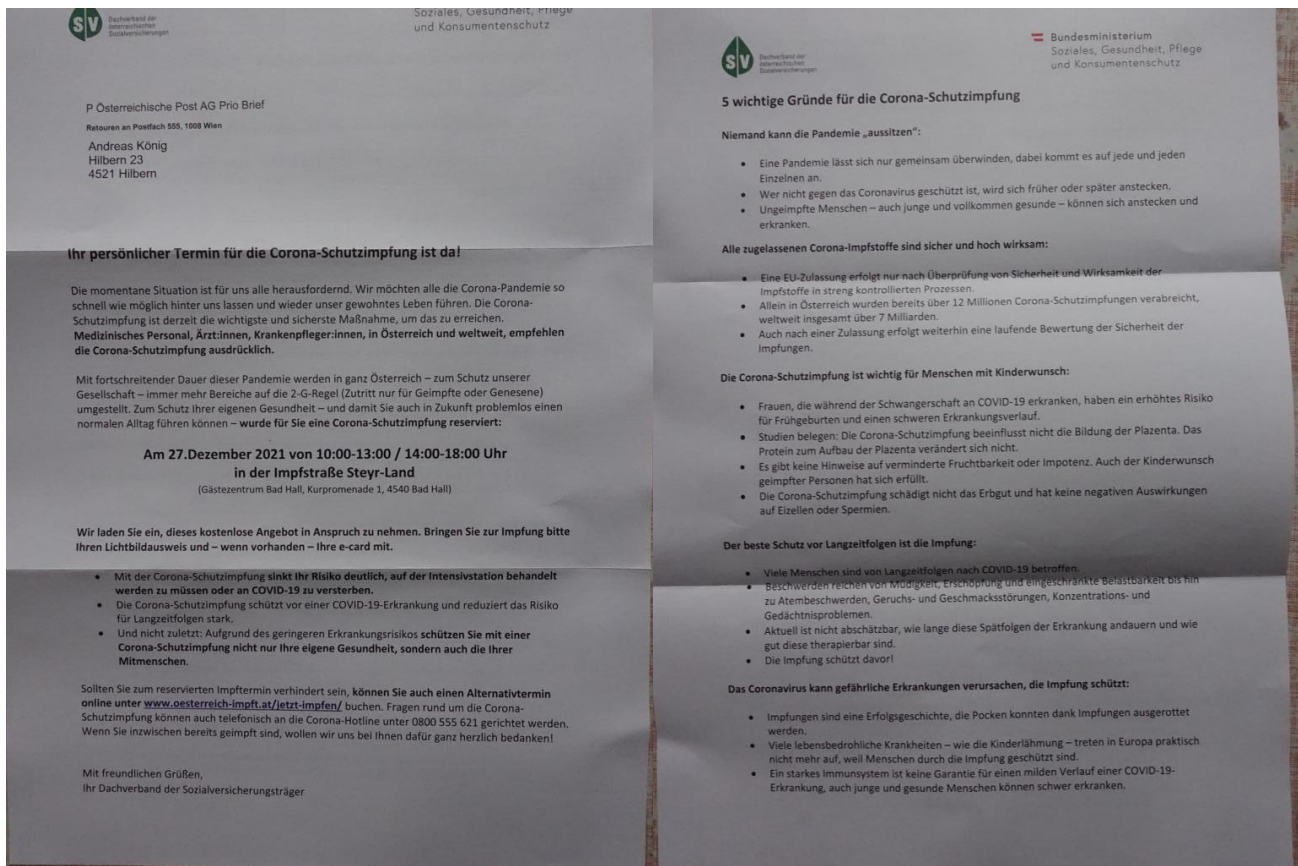 SV Dachverband der
österreichischen
Sozialversicherungen
Soziales, Gesundheit, Pflege
und Konsumentenschutz
P Österreichische Post AG Prio Brief
Retouren an Postfach 555, 1008 Wien
Andreas König
Hilbern 23
4521 Hilbern
Ihr persönlicher Termin für die Corona-Schutzimpfung ist da!
Die momentane Situation ist für uns alle herausfordernd. Wir möchten alle die Corona-Pandemie so
schnell wie möglich hinter uns lassen und wieder unser gewohntes Leben führen. Die Corona-
Schutzimpfung ist derzeit die wichtigste und sicherste Maßnahme, um das zu erreichen.
Medizinisches Personal, Ärzt:innen, Krankenpfleger:innen, in Österreich und weltweit, empfehlen
die Corona-Schutzimpfung ausdrücklich.
Mit fortschreitender Dauer dieser Pandemie werden in ganz Österreich – zum Schutz unserer
Gesellschaft – immer mehr Bereiche auf die 2-G-Regel (Zutritt nur für Geimpfte oder Genesene)
umgestellt. Zum Schutz Ihrer eigenen Gesundheit – und damit Sie auch in Zukunft problemlos einen
normalen Alltag führen können – wurde für Sie eine Corona-Schutzimpfung reserviert:
Am 27.Dezember 2021 von 10:00-13:00 / 14:00-18:00 Uhr
in der Impfstraße Steyr-Land
(Gästezentrum Bad Hall, Kurpromenade 1, 4540 Bad Hall)
Wir laden Sie ein, dieses kostenlose Angebot in Anspruch zu nehmen. Bringen Sie zur Impfung bitte
Ihren Lichtbildausweis und – wenn vorhanden – Ihre e-card mit.
• Mit der Corona-Schutzimpfung sinkt Ihr Risiko deutlich, auf der Intensivstation behandelt
werden zu müssen oder an COVID-19 zu versterben.
• Die Corona-Schutzimpfung schützt vor einer COVID-19-Erkrankung und reduziert das Risiko
für Langzeitfolgen stark.
• Und nicht zuletzt: Aufgrund des geringeren Erkrankungsrisikos schützen Sie mit einer
Corona-Schutzimpfung nicht nur Ihre eigene Gesundheit, sondern auch die Ihrer
Mitmenschen.
Sollten Sie zum reservierten Impftermin verhindert sein, können Sie auch einen Alternativtermin
online unter www.oesterreich-impft.at/jetzt-impfen/ buchen. Fragen rund um die Corona-
Schutzimpfung können auch telefonisch an die Corona-Hotline unter 0800 555 621 gerichtet werden.
Wenn Sie inzwischen bereits geimpft sind, wollen wir uns bei Ihnen dafür ganz herzlich bedanken!
Mit freundlichen Grüßen,
Ihr Dachverband der Sozialversicherungsträger
SV Dachverband der
österreichischen
Sozialversicherungen
Bundesministerium
Soziales, Gesundheit, Pflege
und Konsumentenschutz
5 wichtige Gründe für die Corona-Schutzimpfung
Niemand kann die Pandemie „aussitzen“:
• Eine Pandemie lässt sich nur gemeinsam überwinden, dabei kommt es auf jede und jeden
Einzelnen an.
• Wer nicht gegen das Coronavirus geschützt ist, wird sich früher oder später anstecken.
• Ungeimpfte Menschen – auch junge und vollkommen gesunde – können sich anstecken und
erkranken.
Alle zugelassenen Corona-Impfstoffe sind sicher und hoch wirksam:
• Eine EU-Zulassung erfolgt nur nach Überprüfung von Sicherheit und Wirksamkeit der
Impfstoffe in streng kontrollierten Prozessen.
• Allein in Österreich wurden bereits über 12 Millionen Corona-Schutzimpfungen verabreicht,
weltweit insgesamt über 7 Milliarden.
• Auch nach einer Zulassung erfolgt weiterhin eine laufende Bewertung der Sicherheit der
Impfungen.
Die Corona-Schutzimpfung ist wichtig für Menschen mit Kinderwunsch:
• Frauen, die während der Schwangerschaft an COVID-19 erkranken, haben ein erhöhtes Risiko
für Frühgeburten und einen schweren Erkrankungsverlauf.
• Studien belegen: Die Corona-Schutzimpfung beeinflusst nicht die Bildung der Plazenta. Das
Protein zum Aufbau der Plazenta verändert sich nicht.
• Es gibt keine Hinweise auf verminderte Fruchtbarkeit oder Impotenz. Auch der Kinderwunsch
geimpfter Personen hat sich erfüllt.
• Die Corona-Schutzimpfung schädigt nicht das Erbgut und hat keine negativen Auswirkungen
auf Eizellen oder Spermien.
Der beste Schutz vor Langzeitfolgen ist die Impfung:
• Viele Menschen sind von Langzeitfolgen nach COVID-19 betroffen.
• Beschwerden reichen von Müdigkeit, Erschöpfung und eingeschränkte Belastbarkeit bis hin
zu Atembeschwerden, Geruchs- und Geschmacksstörungen, Konzentrations- und
Gedächtnisproblemen.
• Aktuell ist nicht abschätzbar, wie lange diese Spätfolgen der Erkrankung andauern und wie
gut diese therapierbar sind.
• Die Impfung schützt davor!
Das Coronavirus kann gefährliche Erkrankungen verursachen, die Impfung schützt:
• Impfungen sind eine Erfolgsgeschichte, die Pocken konnten dank Impfungen ausgerottet
werden.
• Viele lebensbedrohliche Krankheiten – wie die Kinderlähmung – treten in Europa praktisch
nicht mehr auf, weil Menschen durch die Impfung geschützt sind.
• Ein starkes Immunsystem ist keine Garantie für einen milden Verlauf einer COVID-19-
Erkrankung, auch junge und gesunde Menschen können schwer erkranken.